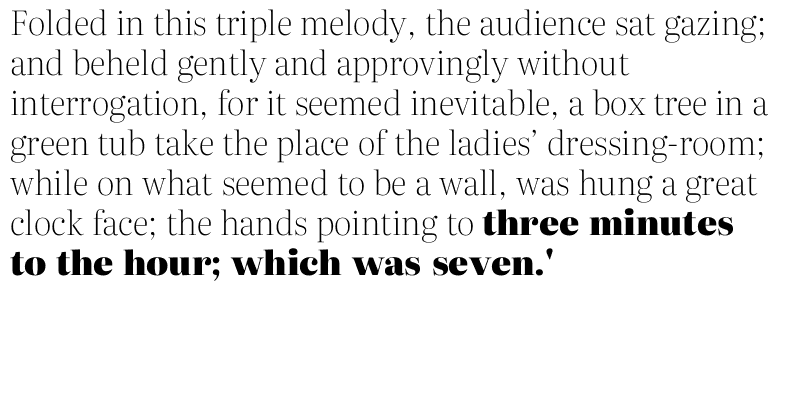 Folded in this triple melody, the audience sat gazing;
and beheld gently and approvingly without
interrogation, for it seemed inevitable, a box tree in a
green tub take the place of the ladies’ dressing-room;
while on what seemed to be a wall, was hung a great
clock face; the hands pointing to three minutes
to the hour; which was seven.'